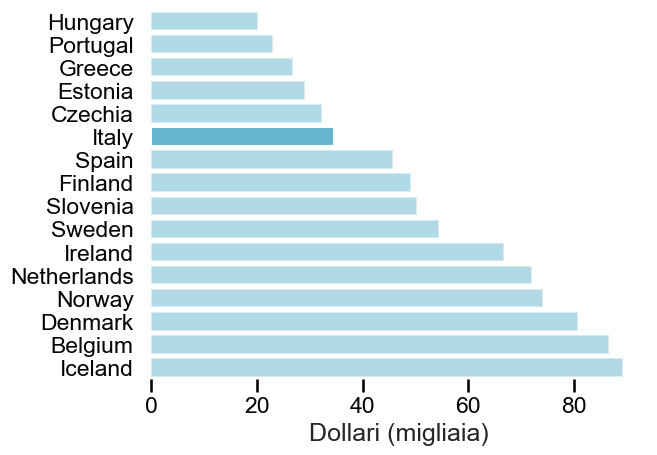 Hungary
Portugal
Greece
Estonia
Czechia
Italy
Spain
Finland
Slovenia
Sweden
Ireland
Netherlands
Norway
Denmark
Belgium
Iceland
0 20 40 60 80
Dollari (migliaia)